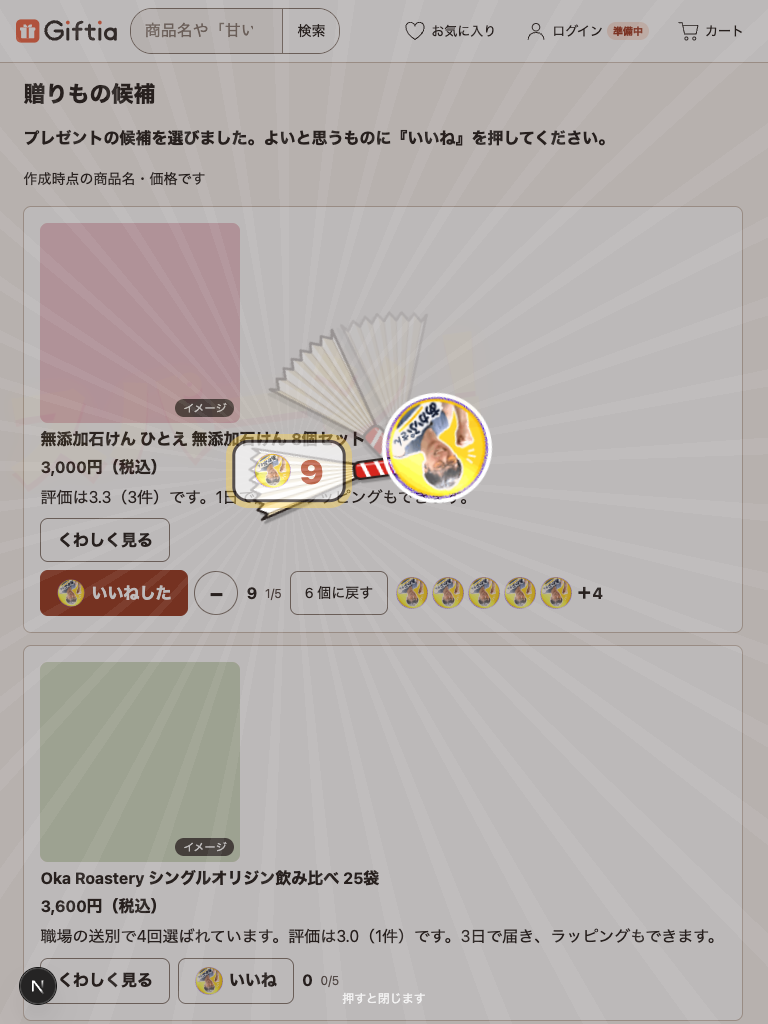 Giftia
商品名や「甘い
検索
お気に入り
ログイン 準備中
カート
贈りもの候補
プレゼントの候補を選びました。よいと思うものに『いいね』を押してください。
作成時点の商品名・価格です
イメージ
無添加石けん ひとえ 無添加石けん 8個セット
3,000円（税込）
9
評価は3.3（3件）です。1日で
ラッピングもできます。
くわしく見る
いいねした
−
9 1/5
6 個に戻す
+4
イメージ
Oka Roastery シングルオリジン飲み比べ 25袋
3,600円（税込）
職場の送別で4回選ばれています。評価は3.0（1件）です。3日で届き、ラッピングもできます。
N
くわしく見る
いいね
0 0/5
押すと閉じます